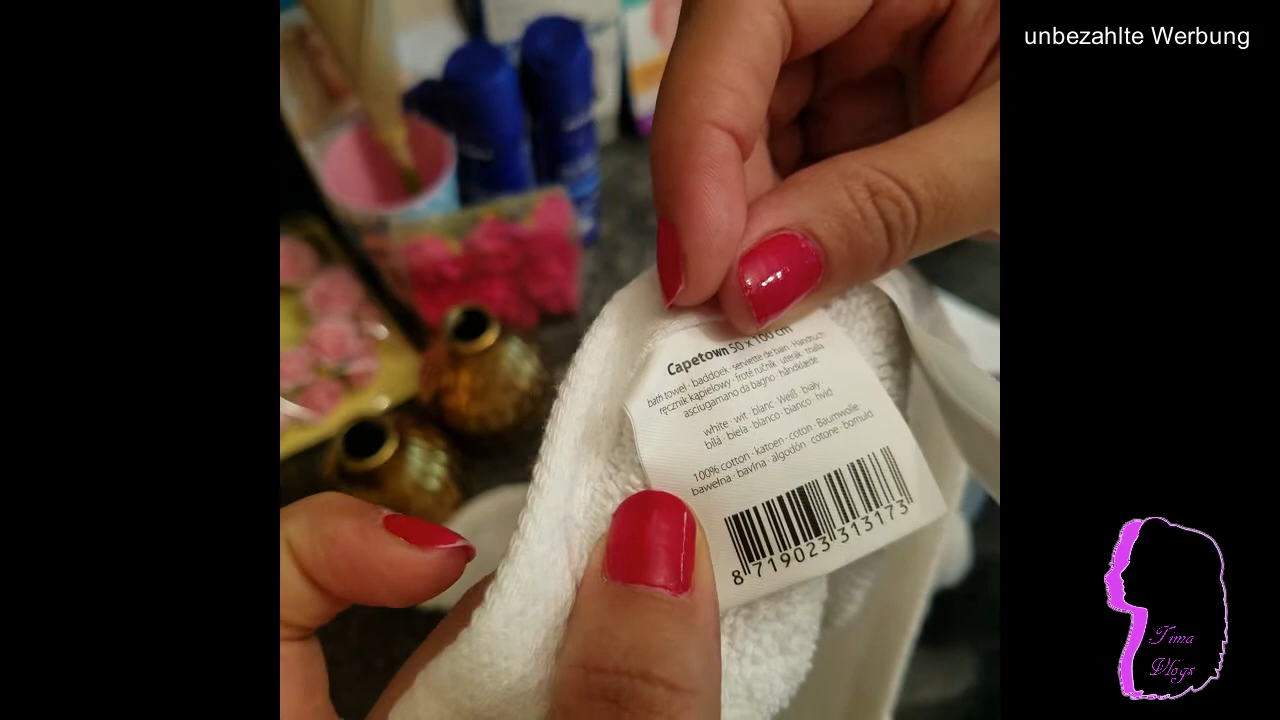 unbezahlte Werbung
Capetown 50 x 100 cm
bath towel · baddoek · serviette de bain · Handtuch
ręcznik kąpielowy · froté ručník · uterák · toalla
asciugamano da bagno · håndklæde
white · wit · blanc · Weiß · biały
bílá · biela · blanco · bianco · hvid
100% cotton · katoen · coton · Baumwolle
bawełna · bavlna · algodón · cotone · bomuld
8 719023 313173
Tima
Vlogs